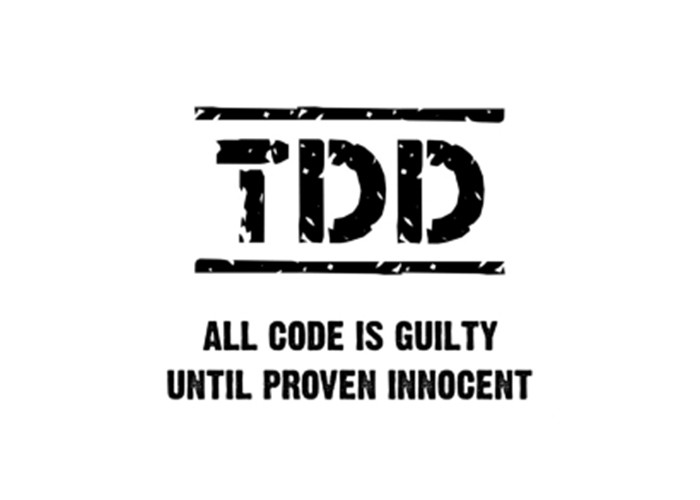 TDD
ALL CODE IS GUILTY
UNTIL PROVEN INNOCENT